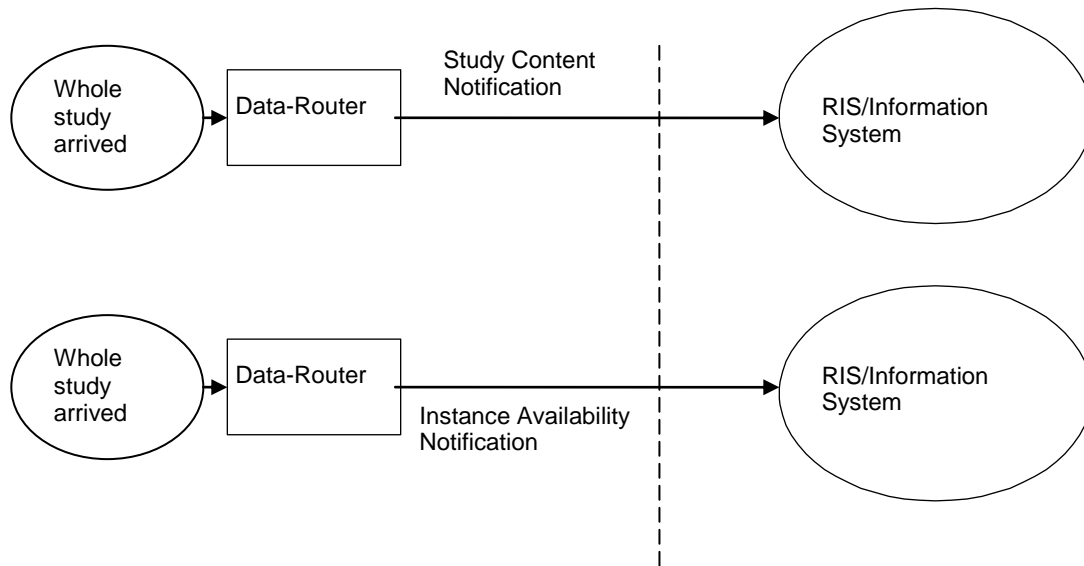 Whole
study
arrived
Data-Router
Study Content
Notification
RIS/Information
System
Whole
study
arrived
Data-Router
Instance Availability
Notification
RIS/Information
System